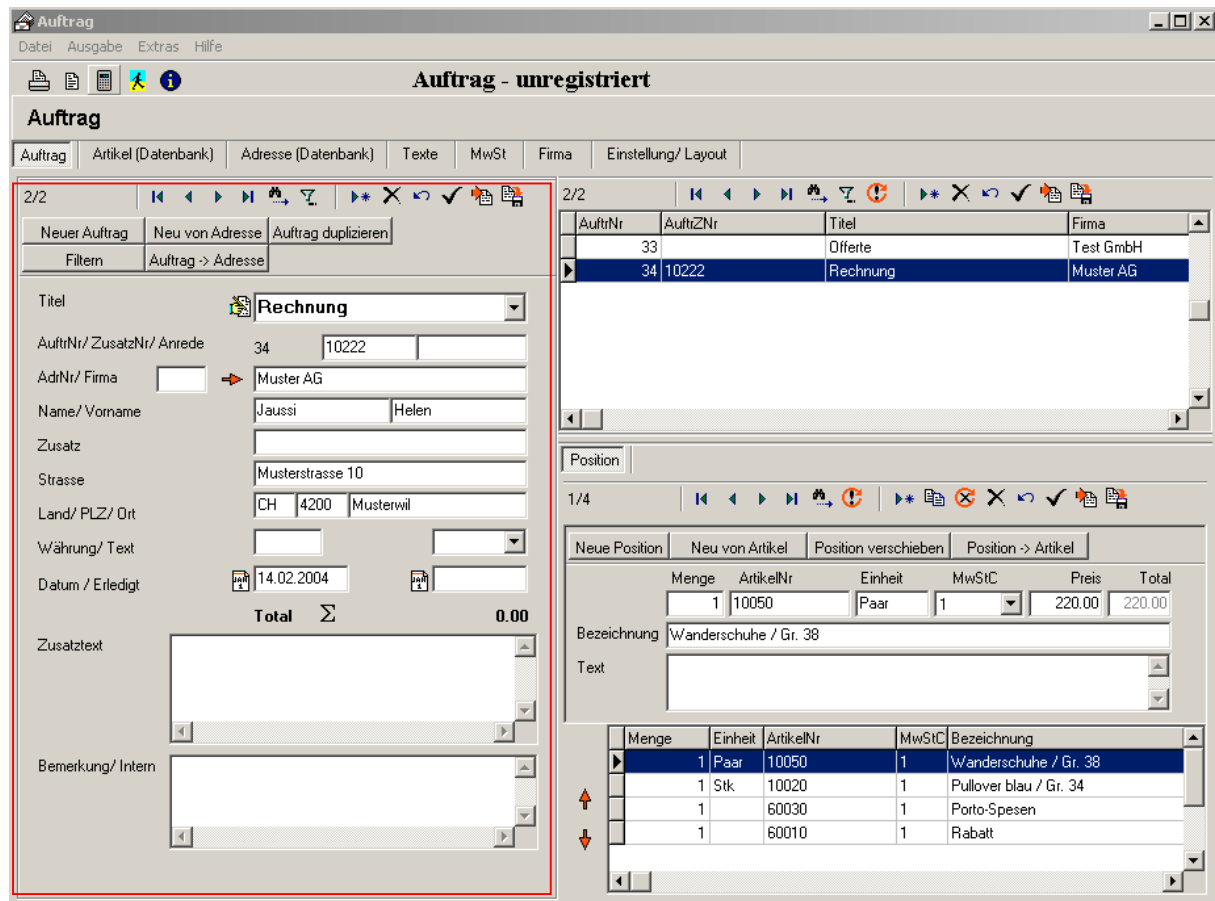 Auftrag
Datei Ausgabe Extras Hilfe
Auftrag - unregistriert
Auftrag
Auftrag Artikel (Datenbank) Adresse (Datenbank) Texte MwSt Firma Einstellung/ Layout
2/2
Neuer Auftrag Neu von Adresse Auftrag duplizieren
Filtern Auftrag -> Adresse
Titel Rechnung
AuftrNr/ ZusatzNr/ Anrede 34 10222
AdrNr/ Firma Muster AG
Name/ Vorname Jaussi Helen
Zusatz
Strasse Musterstrasse 10
Land/ PLZ/ Ort CH 4200 Musterwil
Währung/ Text
Datum / Erledigt 14.02.2004
Total Σ 0.00
Zusatztext
Bemerkung/ Intern
2/2
AuftrNr AuftrZNr Titel Firma
33 Offerte Test GmbH
34 10222 Rechnung Muster AG
Position
1/4
Neue Position Neu von Artikel Position verschieben Position -> Artikel
Menge ArtikelNr Einheit MwStC Preis Total
1 10050 Paar 1 220.00 220.00
Bezeichnung Wanderschuhe / Gr. 38
Text
Menge Einheit ArtikelNr MwStC Bezeichnung
1 Paar 10050 1 Wanderschuhe / Gr. 38
1 Stk 10020 1 Pullover blau / Gr. 34
1 60030 1 Porto-Spesen
1 60010 1 Rabatt